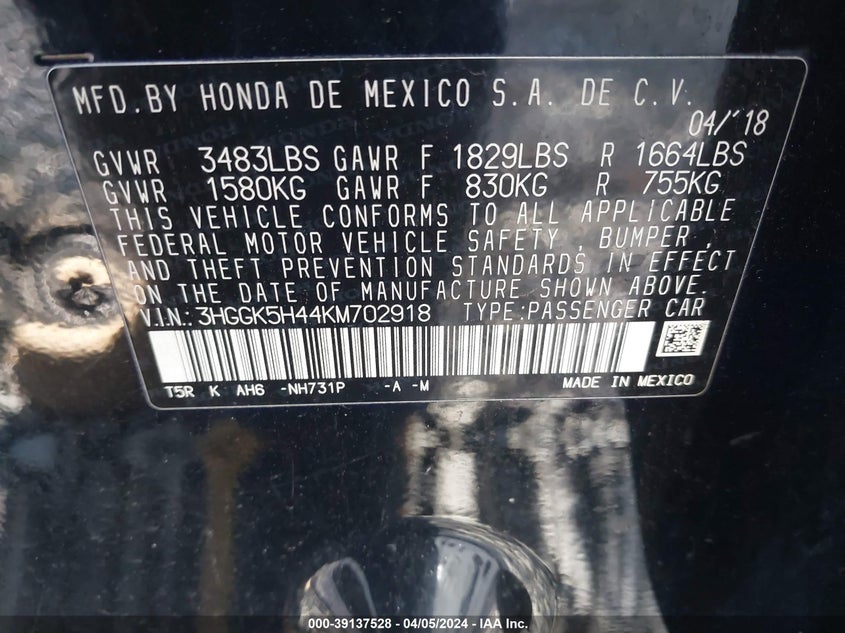 MFD.BY HONDA DE MEXICO S.A. DE C.V.
04/'18
GVWR 3483LBS GAWR F 1829LBS R 1664LBS
GVWR 1580KG GAWR F 830KG R 755KG
THIS VEHICLE CONFORMS TO ALL APPLICABLE
FEDERAL MOTOR VEHICLE SAFETY , BUMPER ,
AND THEFT PREVENTION STANDARDS IN EFFECT
ON THE DATE OF MANUFACTURE SHOWN ABOVE.
V.I.N.:3HGGK5H44KM702918 TYPE:PASSENGER CAR
T5R K AH6 -NH731P -A -M MADE IN MEXICO
000-39137528 - 04/05/2024 - IAA Inc.